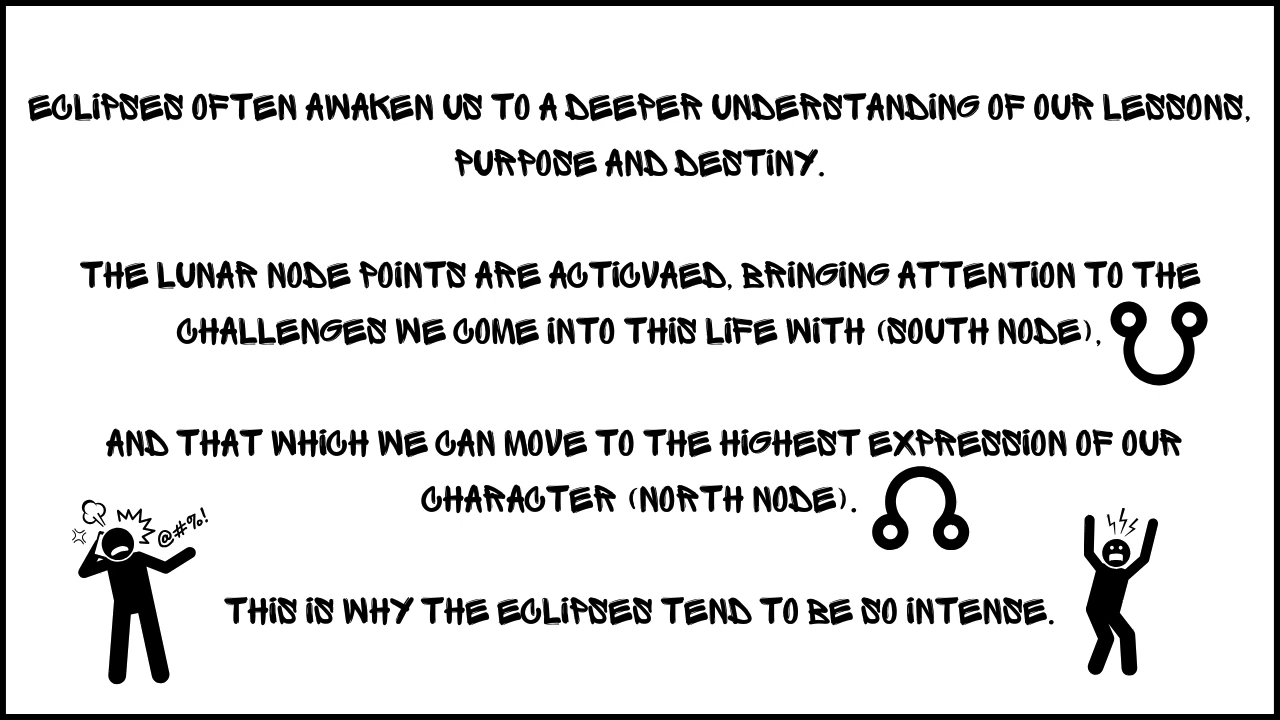 ECLIPSES OFTEN AWAKEN US TO A DEEPER UNDERSTANDING OF OUR LESSONS,
PURPOSE AND DESTINY.
THE LUNAR NODE POINTS ARE ACTICVAED, BRINGING ATTENTION TO THE
CHALLENGES WE COME INTO THIS LIFE WITH (SOUTH NODE),
AND THAT WHICH WE CAN MOVE TO THE HIGHEST EXPRESSION OF OUR
CHARACTER (NORTH NODE).
@#%!
THIS IS WHY THE ECLIPSES TEND TO BE SO INTENSE.